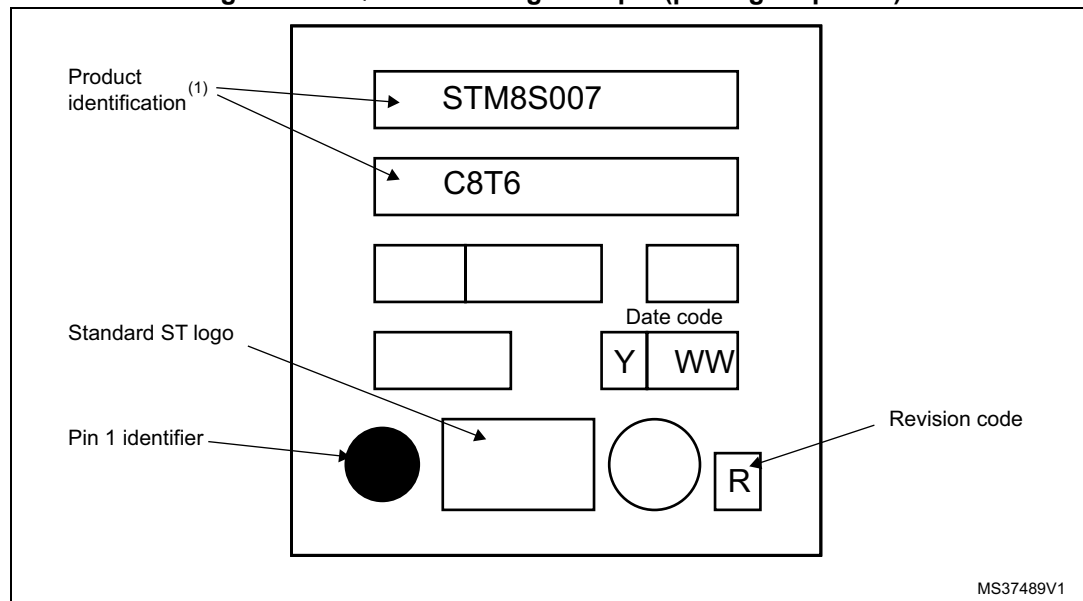 Product
identification (1)
STM8S007
C8T6
Date code
Standard ST logo
Y WW
Pin 1 identifier
Revision code
R
MS37489V1